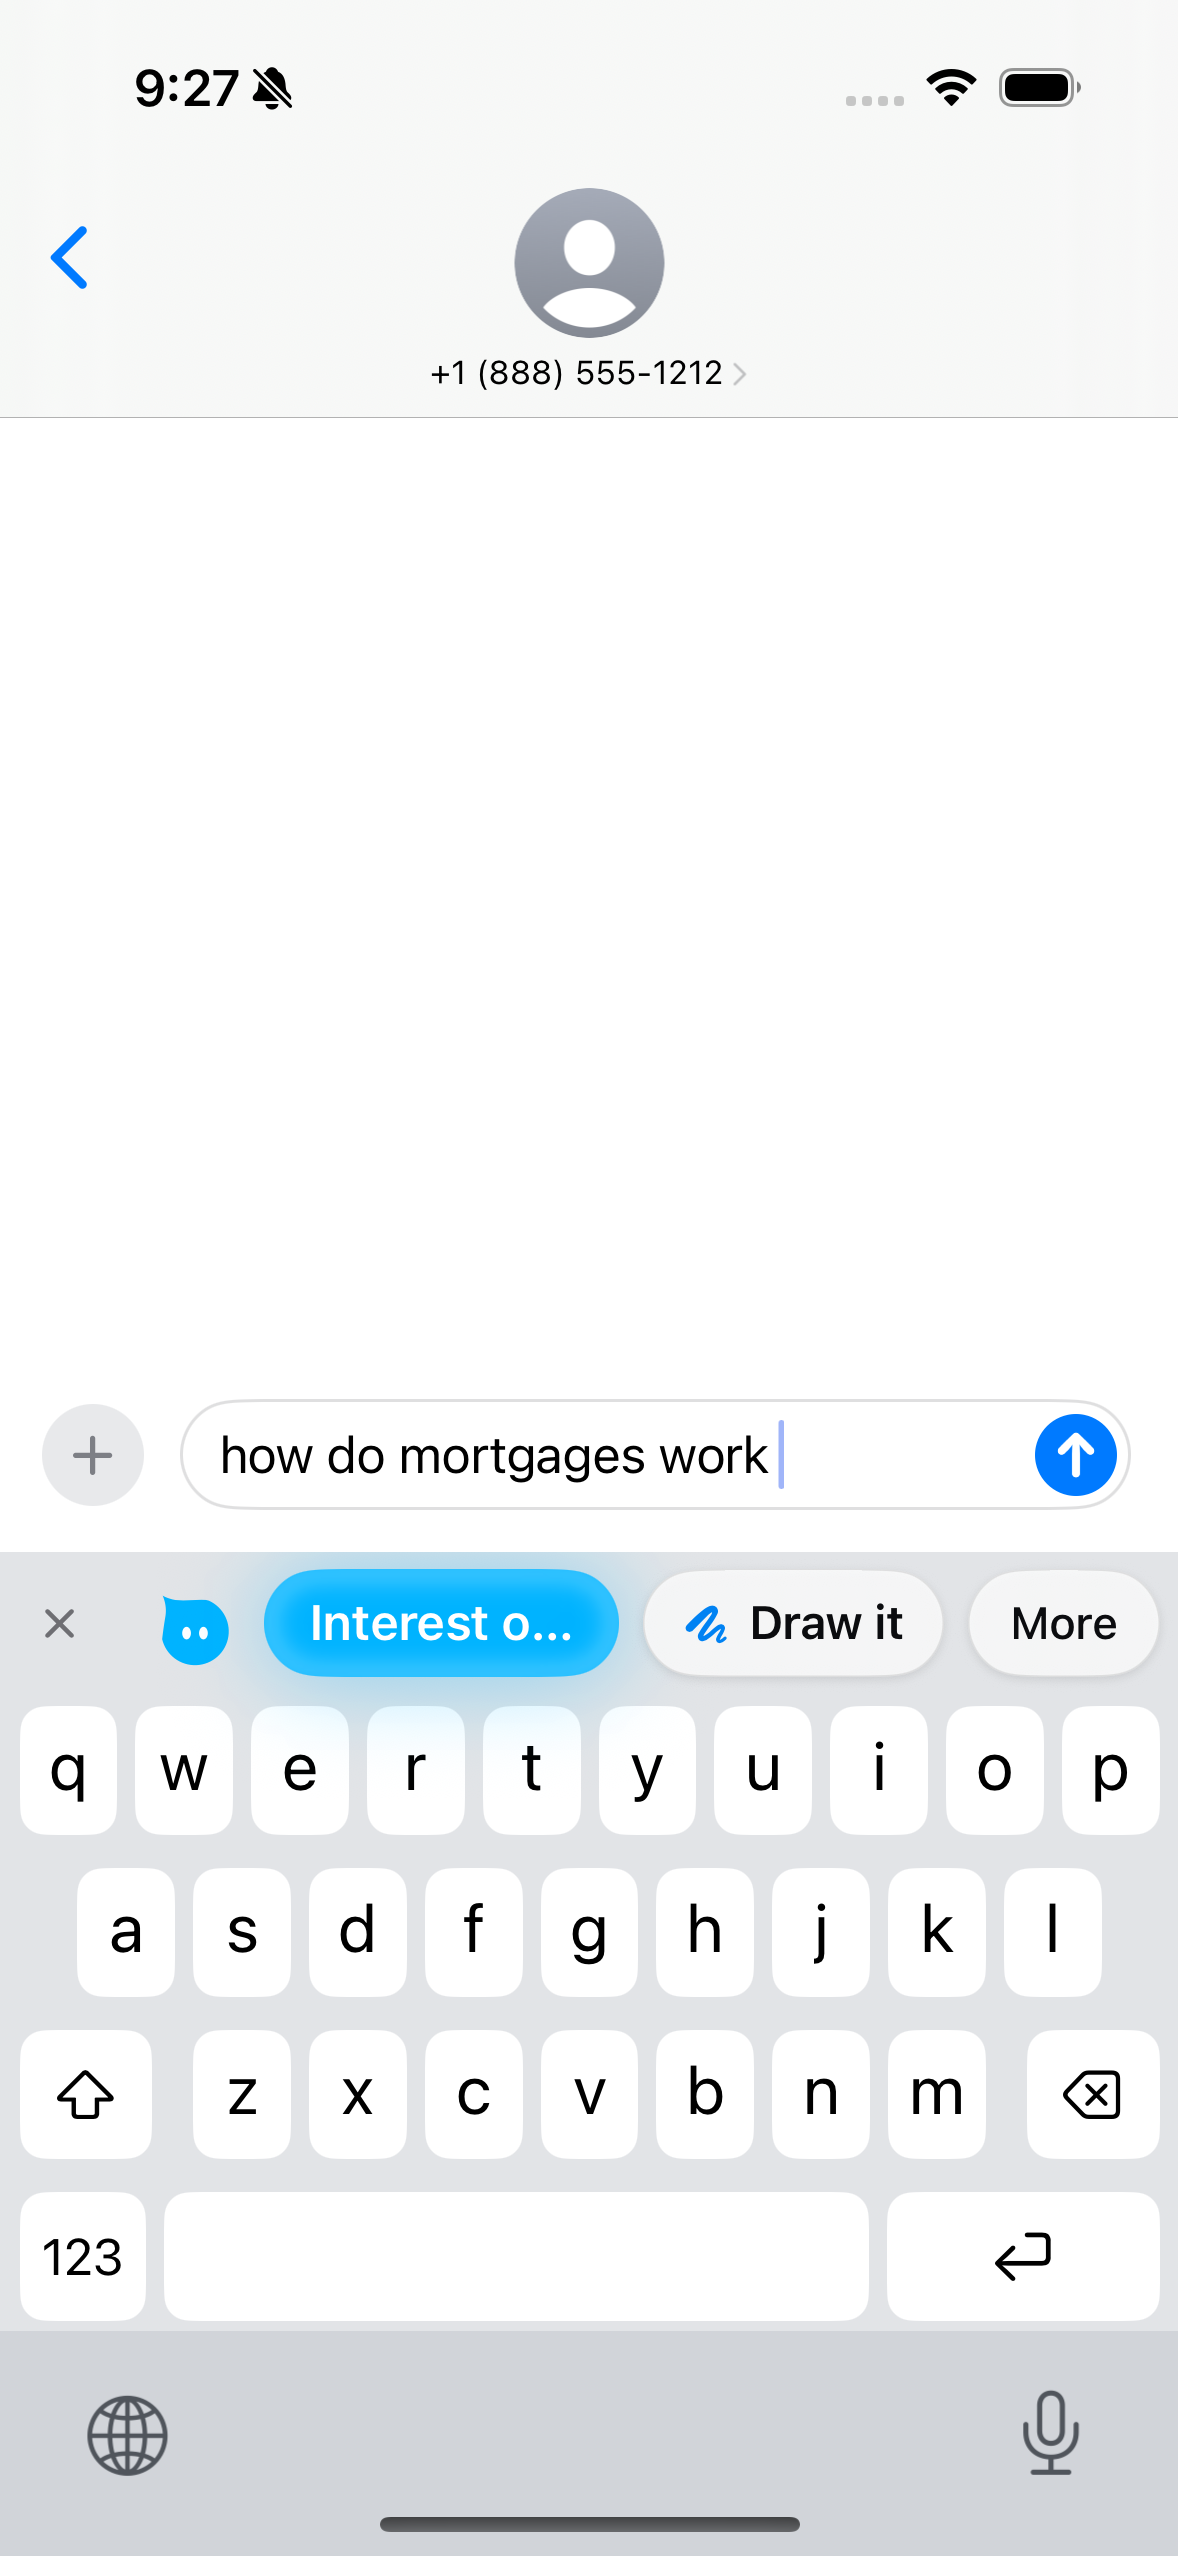 9:27
+1 (888) 555-1212
how do mortgages work
Interest o...
Draw it
More
q w e r t y u i o p
a s d f g h j k l
z x c v b n m
123